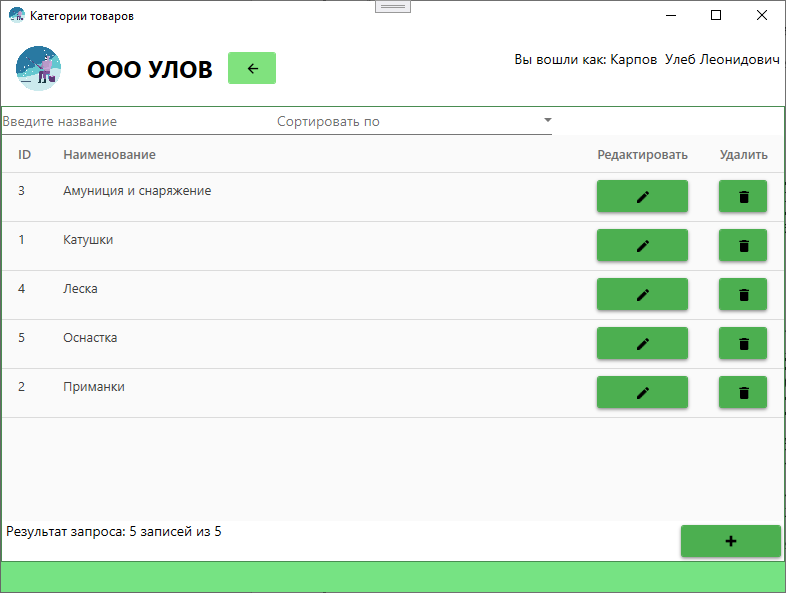 Категории товаров
ООО УЛОВ
Вы вошли как: Карпов Улеб Леонидович
Введите название Сортировать по
ID Наименование Редактировать Удалить
3 Амуниция и снаряжение
1 Катушки
4 Леска
5 Оснастка
2 Приманки
Результат запроса: 5 записей из 5